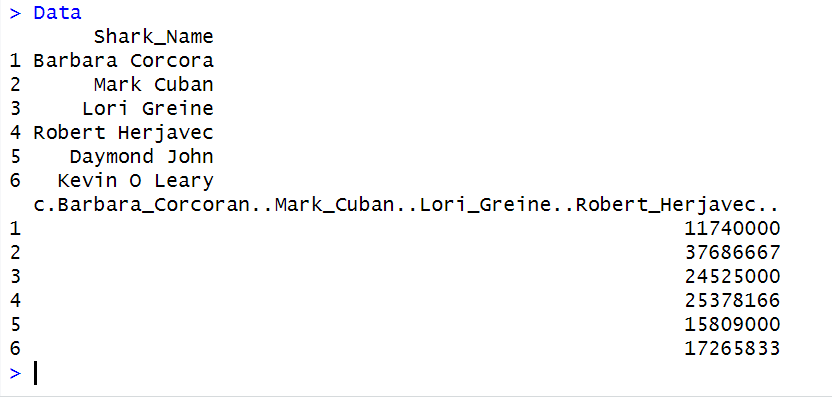 > Data
Shark_Name
1 Barbara Corcora
2 Mark Cuban
3 Lori Greine
4 Robert Herjavec
5 Daymond John
6 Kevin O Leary
c.Barbara_Corcoran..Mark_Cuban..Lori_Greine..Robert_Herjavec..
1 11740000
2 37686667
3 24525000
4 25378166
5 15809000
6 17265833
>